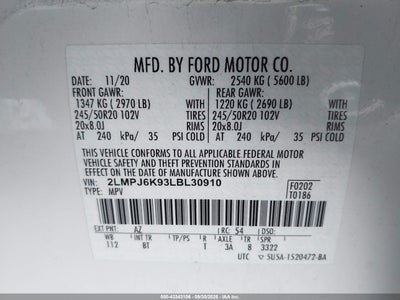 MFD. BY FORD MOTOR CO.
DATE: 11/20 GVWR: 2540 KG ( 5600 LB)
FRONT GAWR: REAR GAWR:
1347 KG ( 2970 LB) WITH 1220 KG ( 2690 LB) WITH
245/50R20 102V TIRES 245/50R20 102V TIRES
20x8.0J RIMS 20x8.0J RIMS
AT 240 kPa/ 35 PSI COLD AT 240 kPa/ 35 PSI COLD
THIS VEHICLE CONFORMS TO ALL APPLICABLE FEDERAL MOTOR
VEHICLE SAFETY AND THEFT PREVENTION STANDARDS IN
EFFECT ON THE DATE OF MANUFACTURE SHOWN ABOVE.
VIN: 2LMPJ6K93LBL30910 F0202
TYPE: MPV T0186
EXT PNT: AZ RC: 54 DSO:
WB INT TR TP/PS R AXLE TR SPR
112 BT T 3A 8 3322
UTC SU5A-1520472-BA